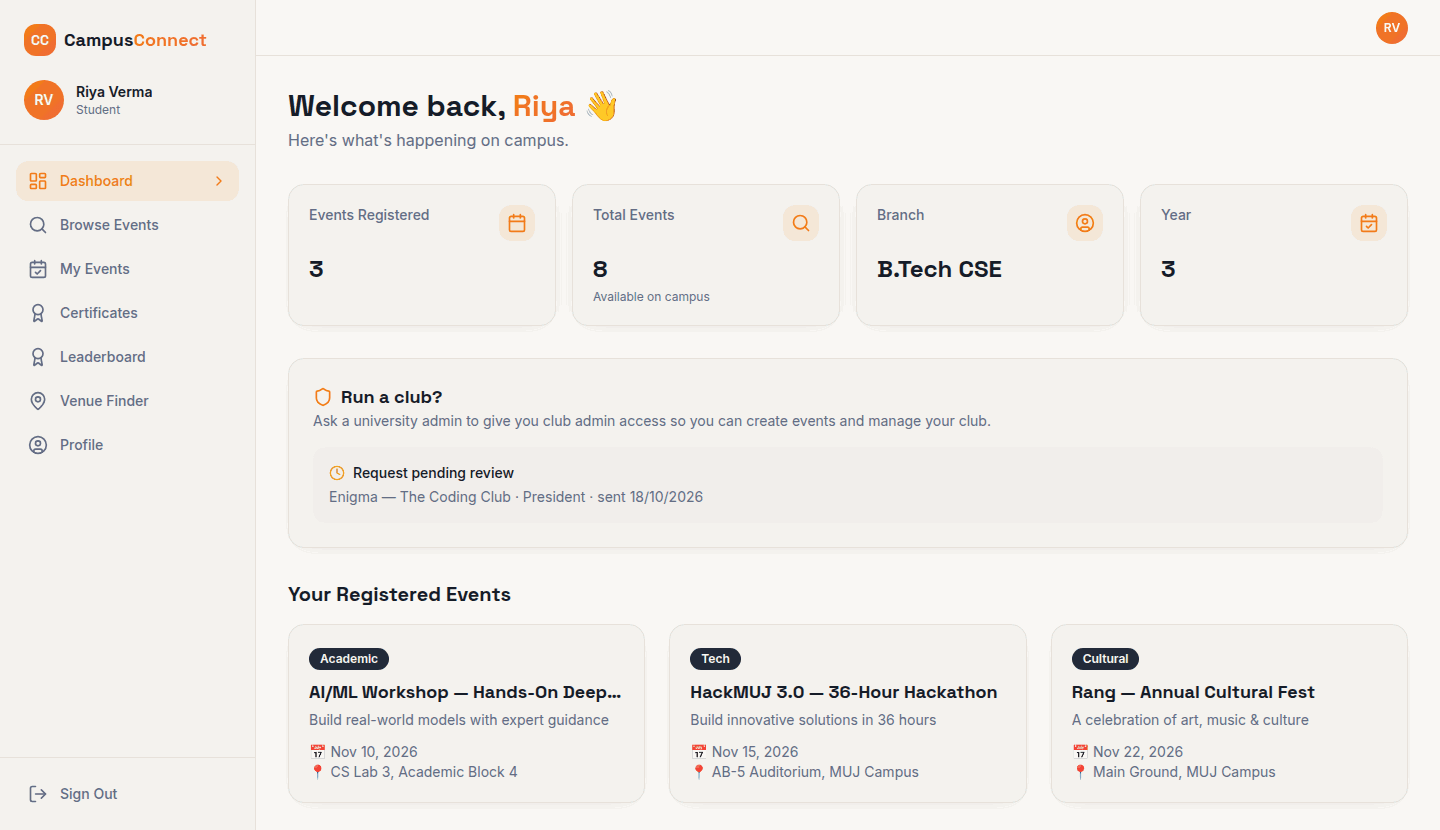 CC CampusConnect
RV
Riya Verma
Student
Dashboard
Browse Events
My Events
Certificates
Leaderboard
Venue Finder
Profile
Sign Out
RV
Welcome back, Riya 👋
Here's what's happening on campus.
Events Registered
3
Total Events
8
Available on campus
Branch
B.Tech CSE
Year
3
Run a club?
Ask a university admin to give you club admin access so you can create events and manage your club.
Request pending review
Enigma — The Coding Club · President · sent 18/10/2026
Your Registered Events
Academic
AI/ML Workshop — Hands-On Deep...
Build real-world models with expert guidance
📅 Nov 10, 2026
📍 CS Lab 3, Academic Block 4
Tech
HackMUJ 3.0 — 36-Hour Hackathon
Build innovative solutions in 36 hours
📅 Nov 15, 2026
📍 AB-5 Auditorium, MUJ Campus
Cultural
Rang — Annual Cultural Fest
A celebration of art, music & culture
📅 Nov 22, 2026
📍 Main Ground, MUJ Campus